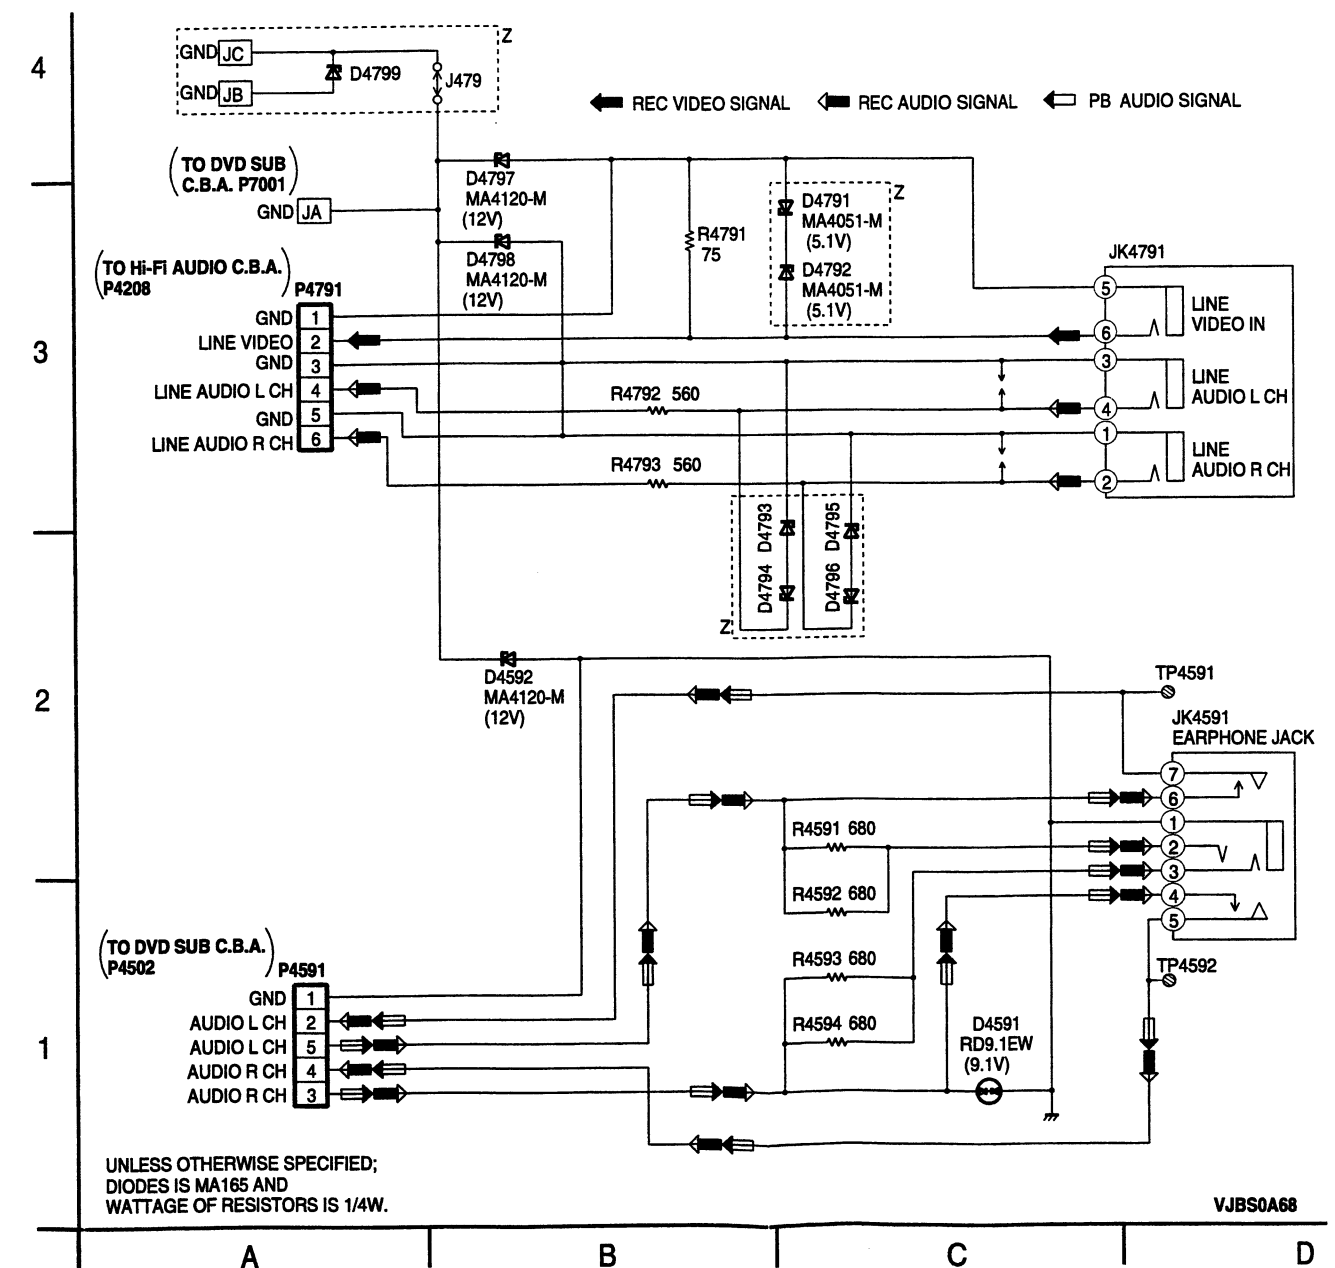 4
GND JC
D4799
J479
Z
GND JB
REC VIDEO SIGNAL
REC AUDIO SIGNAL
PB AUDIO SIGNAL
(TO DVD SUB
C.B.A. P7001)
GND JA
D4797
MA4120-M
(12V)
D4798
MA4120-M
(12V)
R4791
75
Z
D4791
MA4051-M
(5.1V)
D4792
MA4051-M
(5.1V)
3
(TO Hi-Fi AUDIO C.B.A.
P4208)
P4791
GND 1
LINE VIDEO 2
GND 3
LINE AUDIO L CH 4
GND 5
LINE AUDIO R CH 6
R4792 560
R4793 560
JK4791
5
6
LINE
VIDEO IN
3
4
LINE
AUDIO L CH
1
2
LINE
AUDIO R CH
D4793
D4794
D4795
D4796
Z
2
D4592
MA4120-M
(12V)
TP4591
JK4591
EARPHONE JACK
7
6
1
2
3
4
5
R4591 680
R4592 680
R4593 680
R4594 680
TP4592
D4591
RD9.1EW
(9.1V)
1
(TO DVD SUB C.B.A.
P4502)
P4591
GND 1
AUDIO L CH 2
AUDIO L CH 5
AUDIO R CH 4
AUDIO R CH 3
UNLESS OTHERWISE SPECIFIED;
DIODES IS MA165 AND
WATTAGE OF RESISTORS IS 1/4W.
VJBS0A68
A B C D